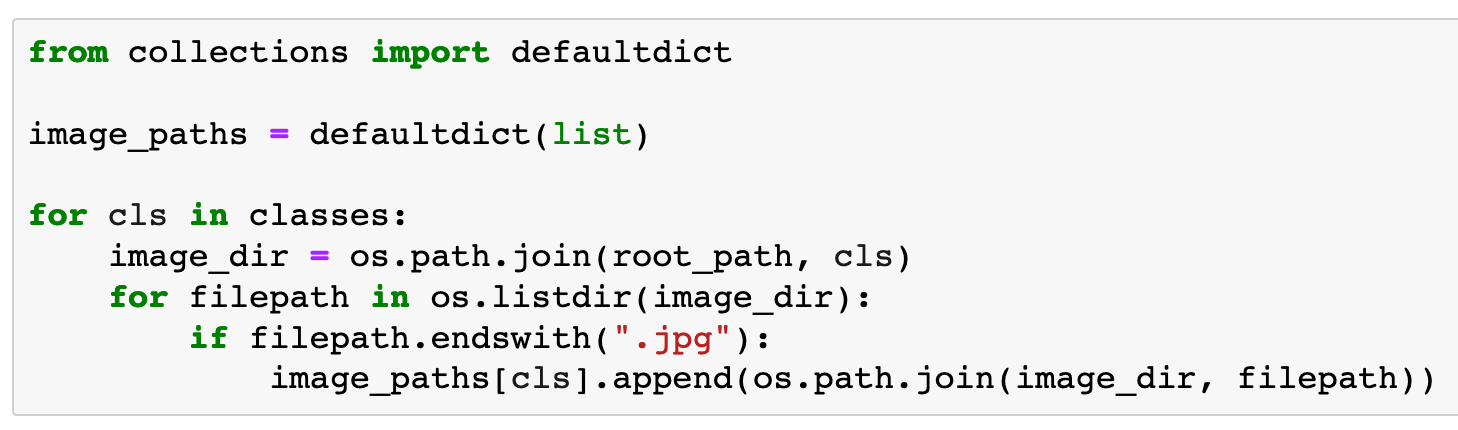 from collections import defaultdict
image_paths = defaultdict(list)
for cls in classes:
    image_dir = os.path.join(root_path, cls)
    for filepath in os.listdir(image_dir):
        if filepath.endswith(".jpg"):
            image_paths[cls].append(os.path.join(image_dir, filepath))